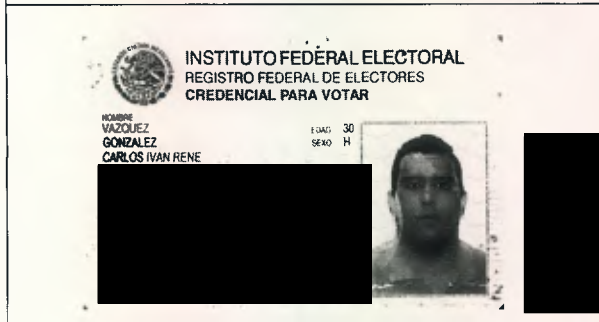 INSTITUTO FEDERAL ELECTORAL
REGISTRO FEDERAL DE ELECTORES
CREDENCIAL PARA VOTAR
NOMBRE
VAZQUEZ
EDAD 30
GONZALEZ
SEXO H
CARLOS IVAN RENE